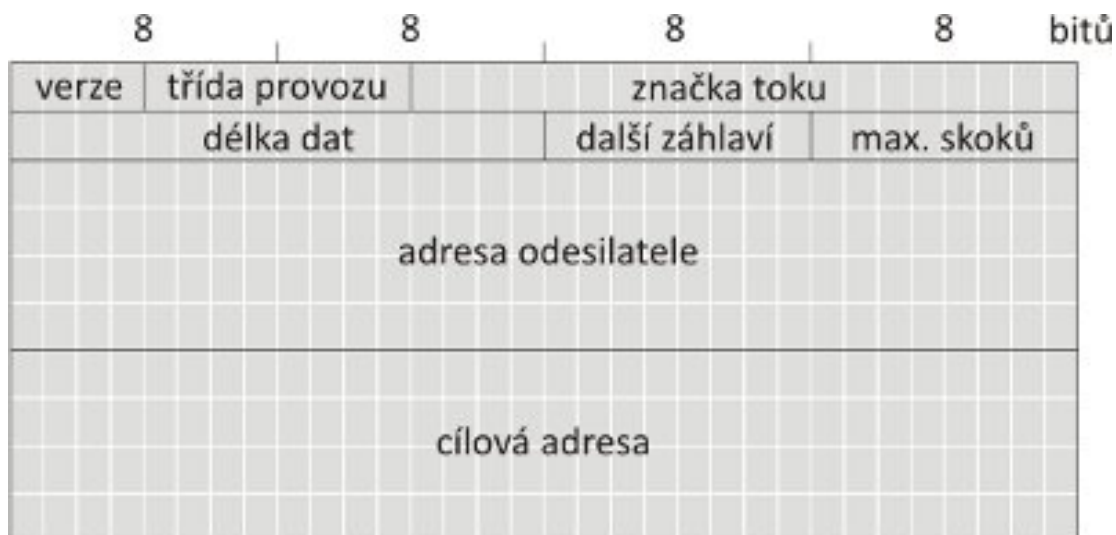 8 8 8 8 bitů
verze třída provozu značka toku
délka dat další záhlaví max. skoků
adresa odesilatele
cílová adresa